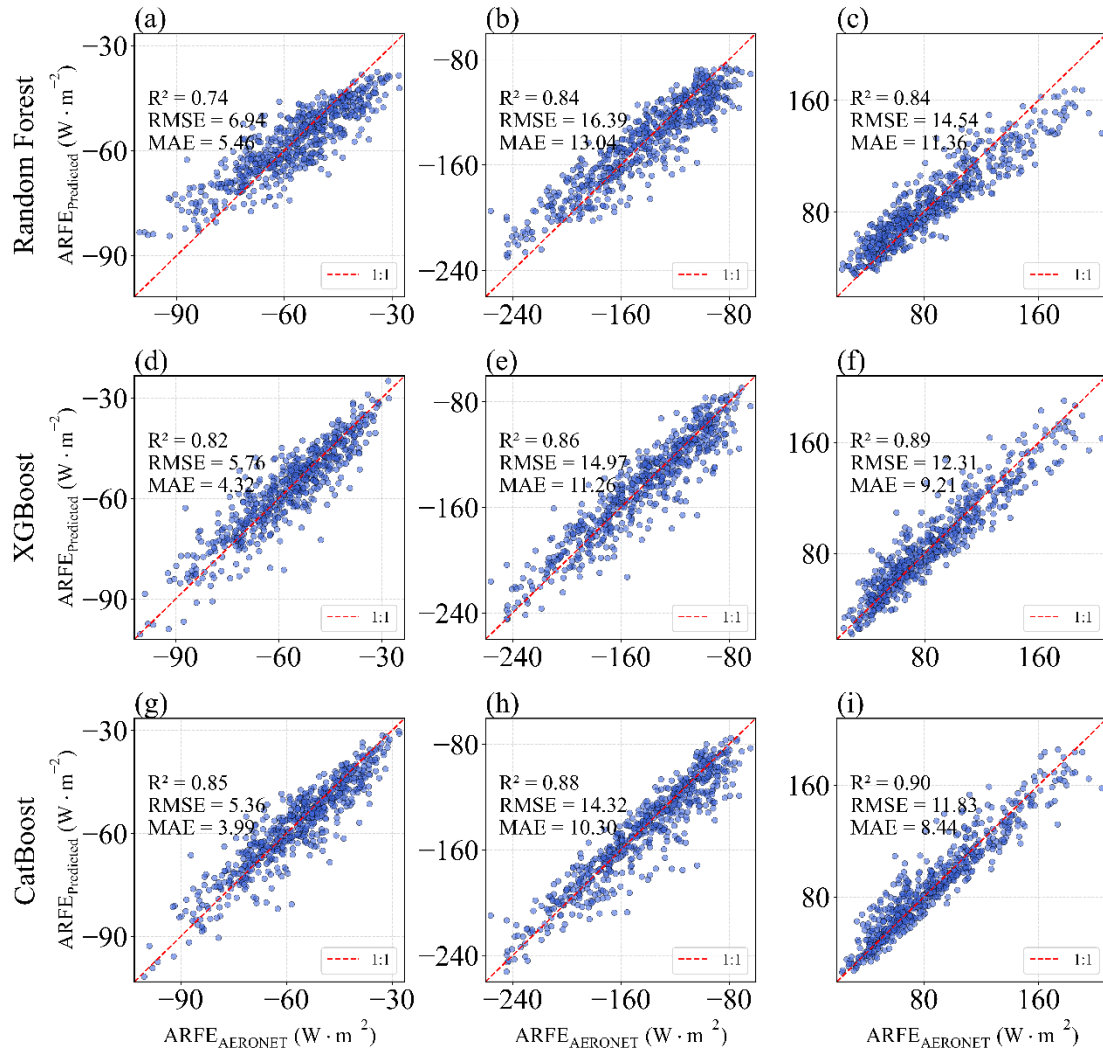 (a)
(b)
(c)
Random Forest
ARFE_Predicted (W · m⁻²)
−30
−60
−90
R² = 0.74
RMSE = 6.94
MAE = 5.46
1:1
−90 −60 −30
−80
−160
−240
R² = 0.84
RMSE = 16.39
MAE = 13.04
1:1
−240 −160 −80
160
80
R² = 0.84
RMSE = 14.54
MAE = 11.36
1:1
80 160
(d)
(e)
(f)
XGBoost
ARFE_Predicted (W · m⁻²)
−30
−60
−90
R² = 0.82
RMSE = 5.76
MAE = 4.32
1:1
−90 −60 −30
−80
−160
−240
R² = 0.86
RMSE = 14.97
MAE = 11.26
1:1
−240 −160 −80
160
80
R² = 0.89
RMSE = 12.31
MAE = 9.21
1:1
80 160
(g)
(h)
(i)
CatBoost
ARFE_Predicted (W · m⁻²)
−30
−60
−90
R² = 0.85
RMSE = 5.36
MAE = 3.99
1:1
−90 −60 −30
ARFE_AERONET (W · m⁻²)
−80
−160
−240
R² = 0.88
RMSE = 14.32
MAE = 10.30
1:1
−240 −160 −80
ARFE_AERONET (W · m⁻²)
160
80
R² = 0.90
RMSE = 11.83
MAE = 8.44
1:1
80 160
ARFE_AERONET (W · m⁻²)